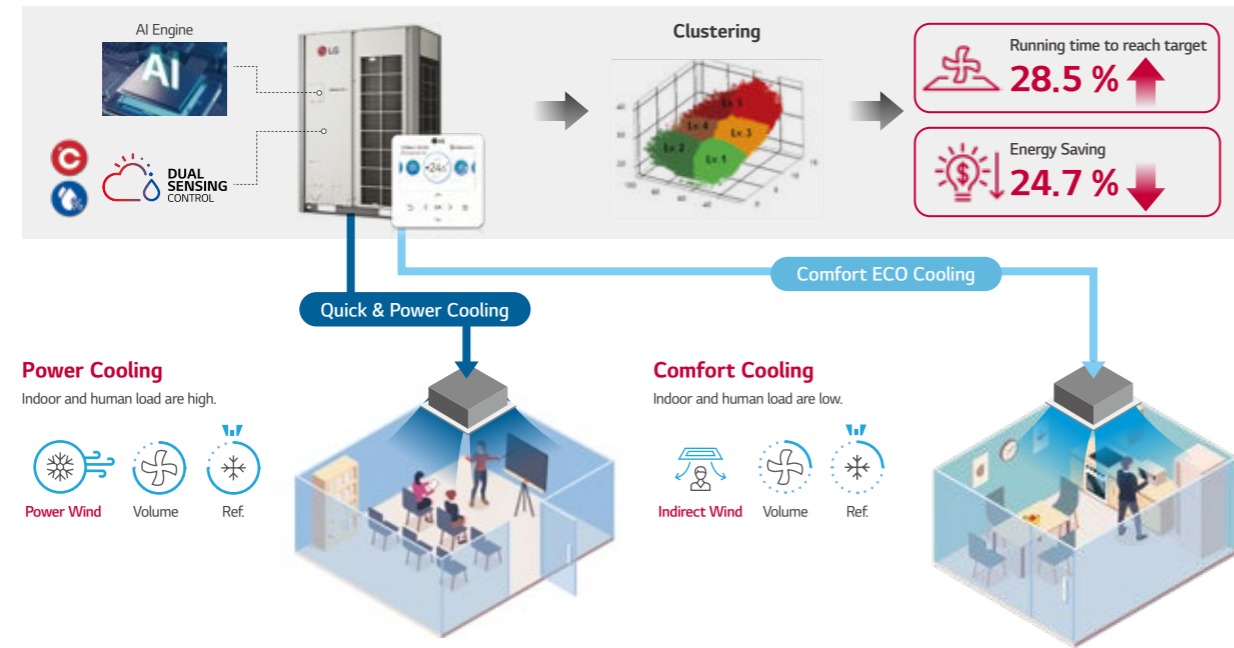 AI Engine
AI
LG
DUAL
SENSING
CONTROL
C
%
Clustering
Lv. 5
Lv. 4
Lv. 3
Lv. 2
Lv. 1
Running time to reach target
28.5 %
Energy Saving
24.7 %
Quick & Power Cooling
Comfort ECO Cooling
Power Cooling
Indoor and human load are high.
Power Wind
Volume
Ref.
Comfort Cooling
Indoor and human load are low.
Indirect Wind
Volume
Ref.